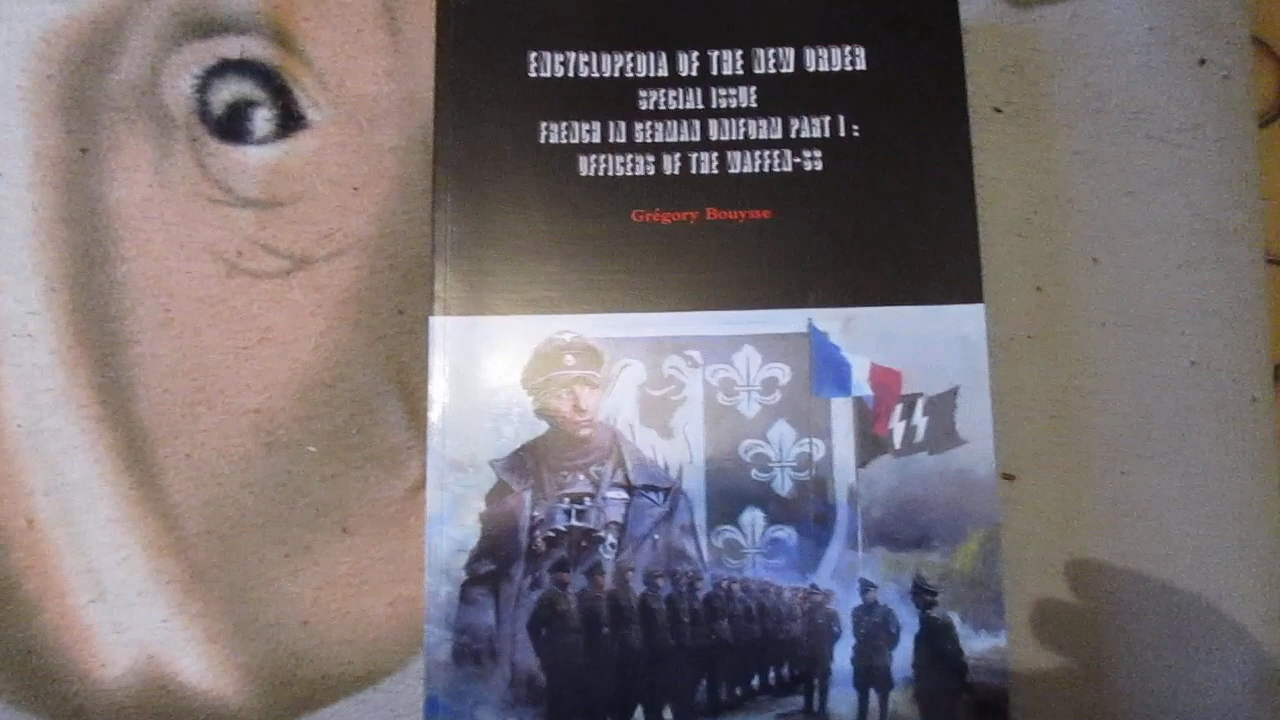 ENCYCLOPEDIA OF THE NEW ORDER
SPECIAL ISSUE
FRENCH IN GERMAN UNIFORM PART I :
OFFICERS OF THE WAFFEN-SS
Grégory Bouysse